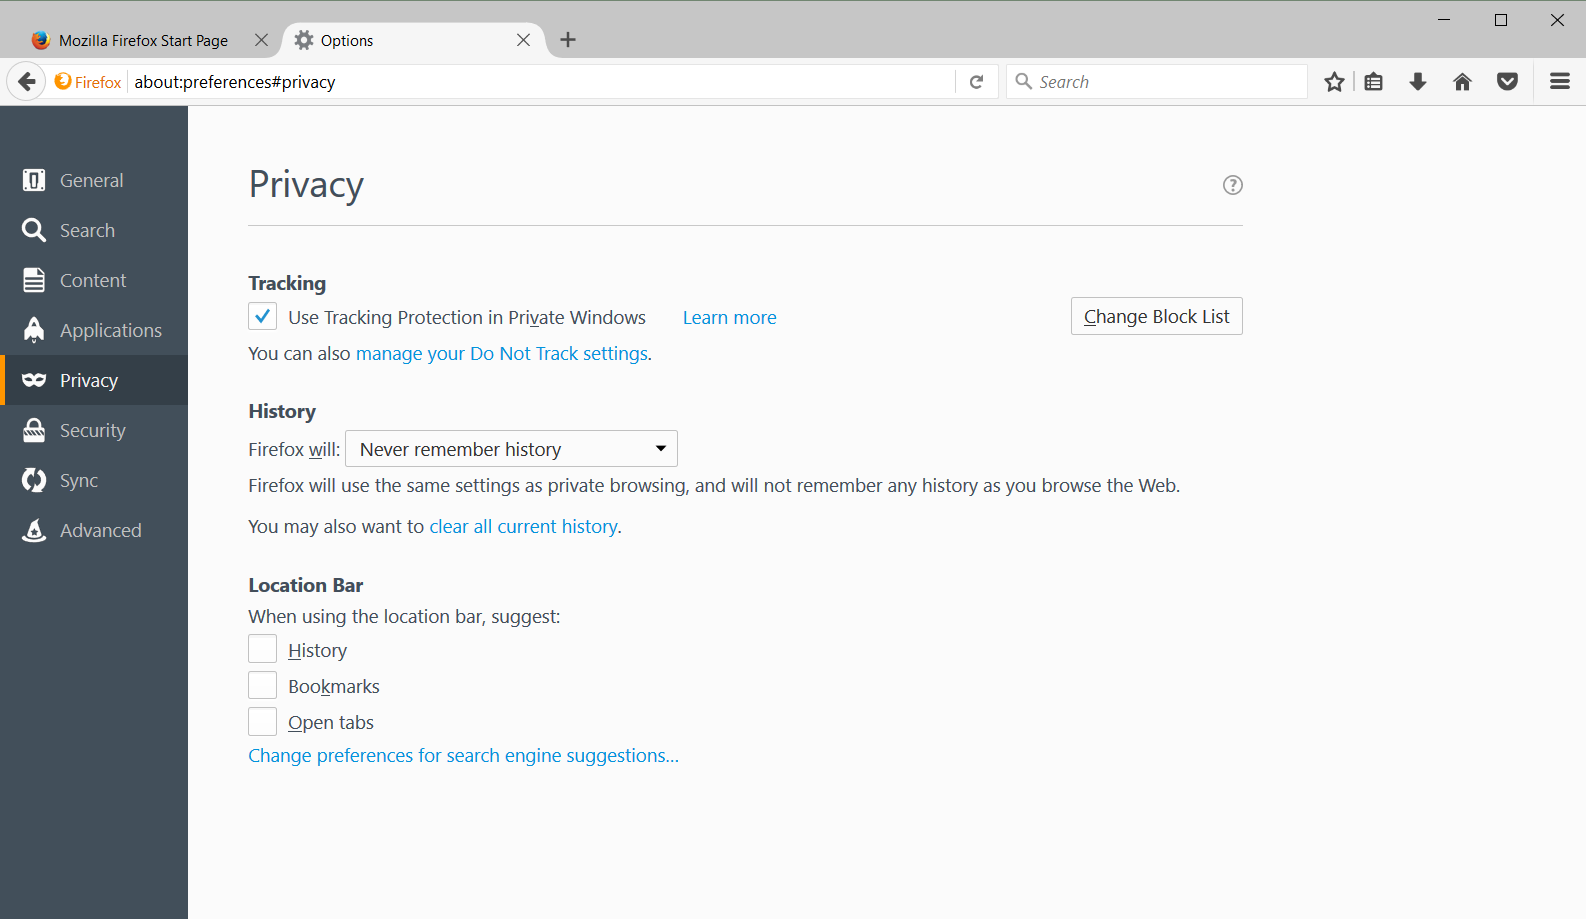 Mozilla Firefox Start Page
Options
Firefox about:preferences#privacy
Search
General
Search
Content
Applications
Privacy
Security
Sync
Advanced
Privacy
Tracking
Use Tracking Protection in Private Windows Learn more Change Block List
You can also manage your Do Not Track settings.
History
Firefox will: Never remember history
Firefox will use the same settings as private browsing, and will not remember any history as you browse the Web.
You may also want to clear all current history.
Location Bar
When using the location bar, suggest:
History
Bookmarks
Open tabs
Change preferences for search engine suggestions...